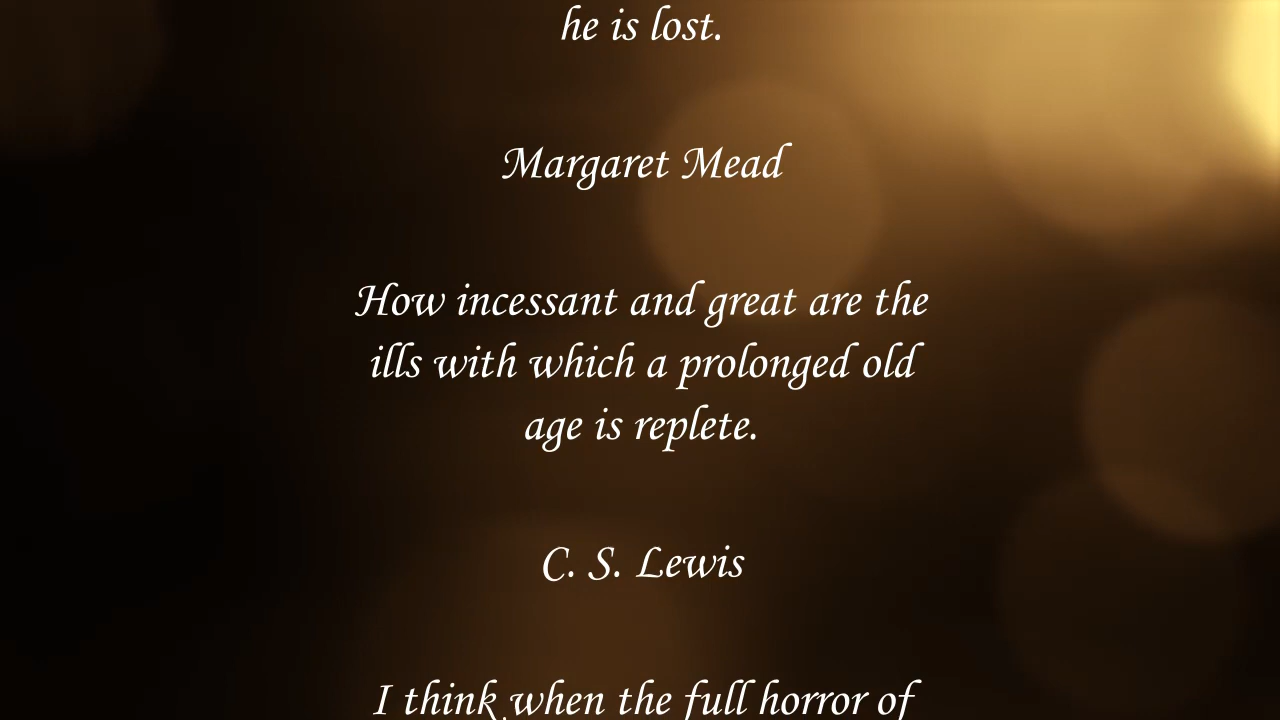 he is lost.
Margaret Mead
How incessant and great are the
ills with which a prolonged old
age is replete.
C. S. Lewis
I think when the full horror of